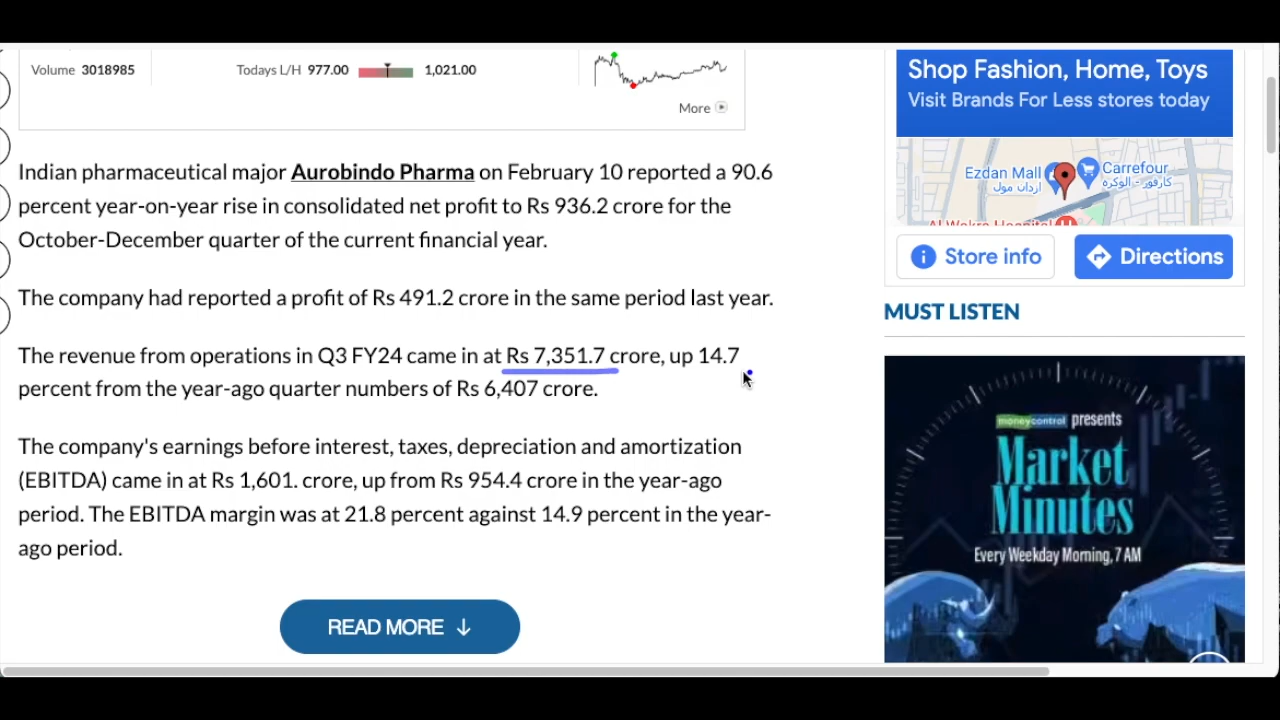 Volume 3018985
Todays L/H 977.00 1,021.00
More
Indian pharmaceutical major Aurobindo Pharma on February 10 reported a 90.6
percent year-on-year rise in consolidated net profit to Rs 936.2 crore for the
October-December quarter of the current financial year.
The company had reported a profit of Rs 491.2 crore in the same period last year.
The revenue from operations in Q3 FY24 came in at Rs 7,351.7 crore, up 14.7
percent from the year-ago quarter numbers of Rs 6,407 crore.
The company's earnings before interest, taxes, depreciation and amortization
(EBITDA) came in at Rs 1,601. crore, up from Rs 954.4 crore in the year-ago
period. The EBITDA margin was at 21.8 percent against 14.9 percent in the year-
ago period.
READ MORE ↓
Shop Fashion, Home, Toys
Visit Brands For Less stores today
Ezdan Mall
ازدان مول
Carrefour
كارفور - الوكرة
Al Wakra Hospital
Store info
Directions
MUST LISTEN
moneycontrol presents
Market
Minutes
Every Weekday Morning, 7 AM